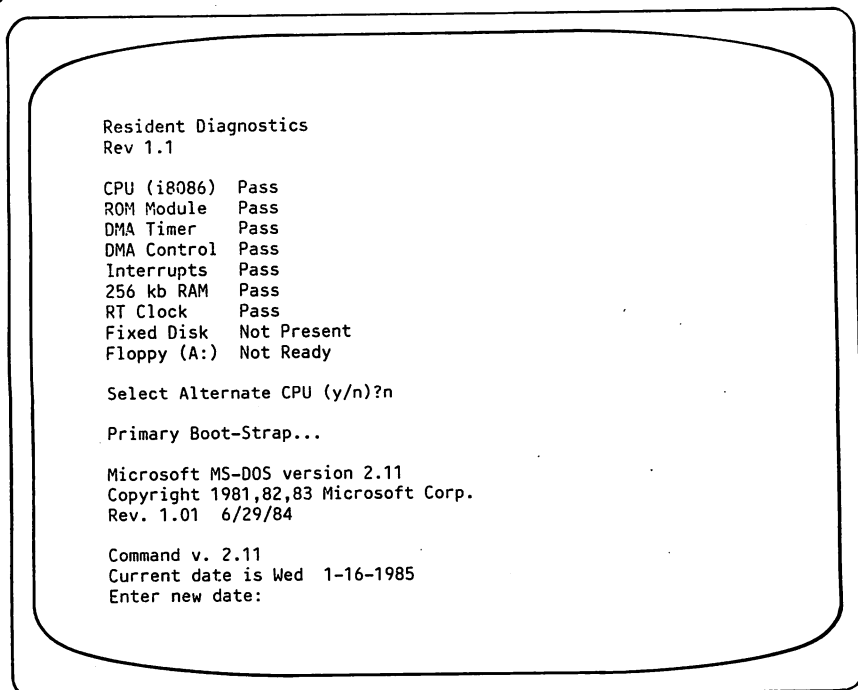 Resident Diagnostics
Rev 1.1
CPU (i8086) Pass
ROM Module Pass
DMA Timer Pass
DMA Control Pass
Interrupts Pass
256 kb RAM Pass
RT Clock Pass
Fixed Disk Not Present
Floppy (A:) Not Ready
Select Alternate CPU (y/n)?n
Primary Boot-Strap...
Microsoft MS-DOS version 2.11
Copyright 1981,82,83 Microsoft Corp.
Rev. 1.01 6/29/84
Command v. 2.11
Current date is Wed 1-16-1985
Enter new date: